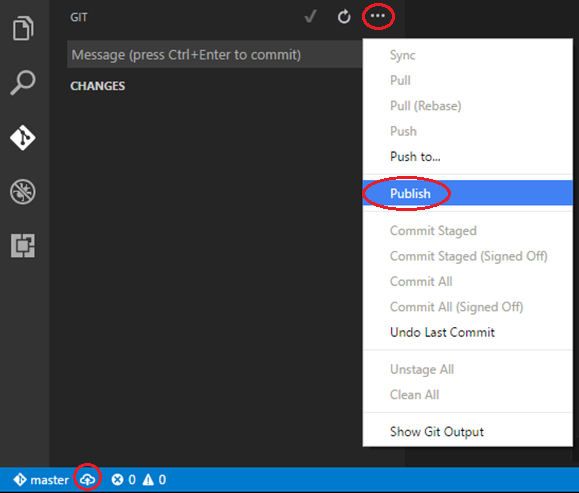 GIT
Message (press Ctrl+Enter to commit)
CHANGES
Sync
Pull
Pull (Rebase)
Push
Push to...
Publish
Commit Staged
Commit Staged (Signed Off)
Commit All
Commit All (Signed Off)
Undo Last Commit
Unstage All
Clean All
Show Git Output
master 0 0